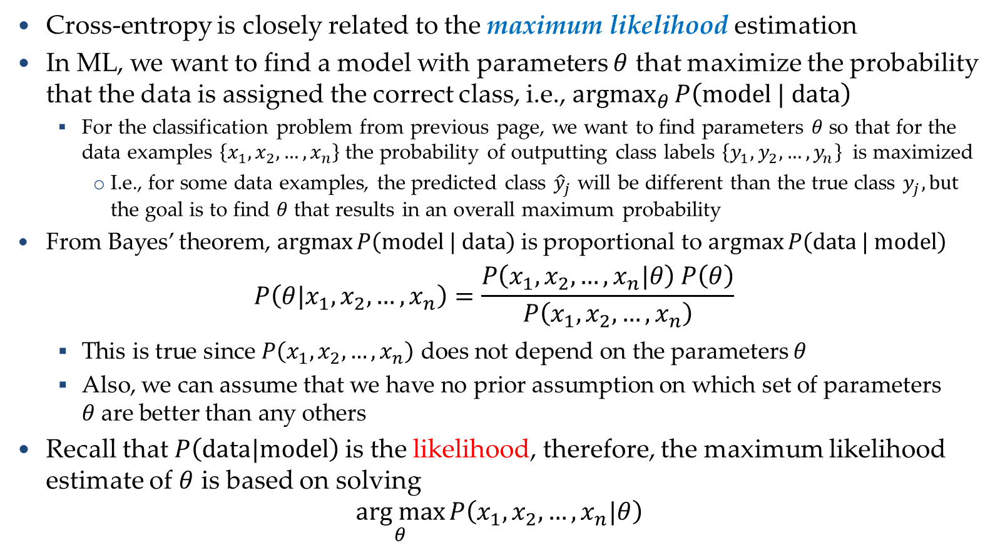 • Cross-entropy is closely related to the maximum likelihood estimation
• In ML, we want to find a model with parameters θ that maximize the probability
that the data is assigned the correct class, i.e., argmax_θ P(model | data)
▪ For the classification problem from previous page, we want to find parameters θ so that for the
data examples {x₁, x₂, …, xₙ} the probability of outputting class labels {y₁, y₂, …, yₙ} is maximized
○ I.e., for some data examples, the predicted class ŷⱼ will be different than the true class yⱼ, but
the goal is to find θ that results in an overall maximum probability
• From Bayes’ theorem, argmax P(model | data) is proportional to argmax P(data | model)
P(θ|x₁, x₂, …, xₙ) = P(x₁, x₂, …, xₙ|θ) P(θ) / P(x₁, x₂, …, xₙ)
▪ This is true since P(x₁, x₂, …, xₙ) does not depend on the parameters θ
▪ Also, we can assume that we have no prior assumption on which set of parameters
θ are better than any others
• Recall that P(data|model) is the likelihood, therefore, the maximum likelihood
estimate of θ is based on solving
arg max P(x₁, x₂, …, xₙ|θ)
θ